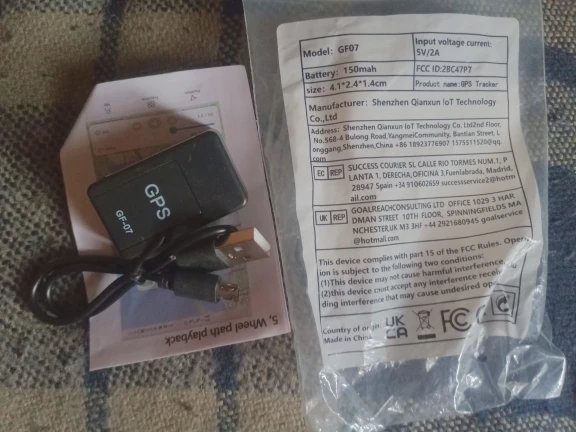 Model: GF07
Input voltage current:
5V/2A
Battery: 150mah
FCC ID:2BC47P7
size: 4.1*2.4*1.4cm
Product name:GPS Tracker
Manufacturer: Shenzhen Qianxun IoT Technology
Co.,Ltd
Address: Shenzhen Qianxun IoT Technology Co. Ltd2nd Floor,
No.568-4 Bulong Road,YangmeiCommunity, Bantian Street, L
onggang,Shenzhen,China +86 18923776907 1575511520@qq.
com
EC REP
SUCCESS COURIER SL CALLE RIO TORMES NUM.1, P
LANTA 1, DERECHA,OFICINA 3,Fuenlabrada, Madrid,
28947 Spain +34 910602659 successservice2@hotm
ail.com
UK REP
GOALREACHCONSULTING LTD OFFICE 1029 3 HAR
DMAN STREET 10TH FLOOR, SPINNINGFIELDS MA
NCHESTER,UK M3 3HF +44 2921680945 goalservice
@hotmail.com
This device complies with part 15 of the FCC Rules. Operat
ion is subject to the following two conditions:
(1)This device may not cause harmful interference,
(2)this device must accept any interference
ding interference that may cause undesired
Country of origin:
Made in China
UK
CA
FC
GPS
GF-07
5, Wheel path playback